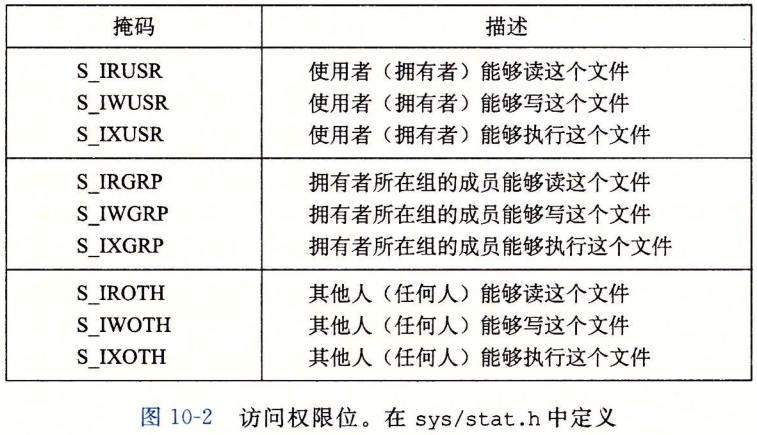 掩码 描述
S_IRUSR 使用者（拥有者）能够读这个文件
S_IWUSR 使用者（拥有者）能够写这个文件
S_IXUSR 使用者（拥有者）能够执行这个文件
S_IRGRP 拥有者所在组的成员能够读这个文件
S_IWGRP 拥有者所在组的成员能够写这个文件
S_IXGRP 拥有者所在组的成员能够执行这个文件
S_IROTH 其他人（任何人）能够读这个文件
S_IWOTH 其他人（任何人）能够写这个文件
S_IXOTH 其他人（任何人）能够执行这个文件
图 10-2 访问权限位。在 sys/stat.h 中定义